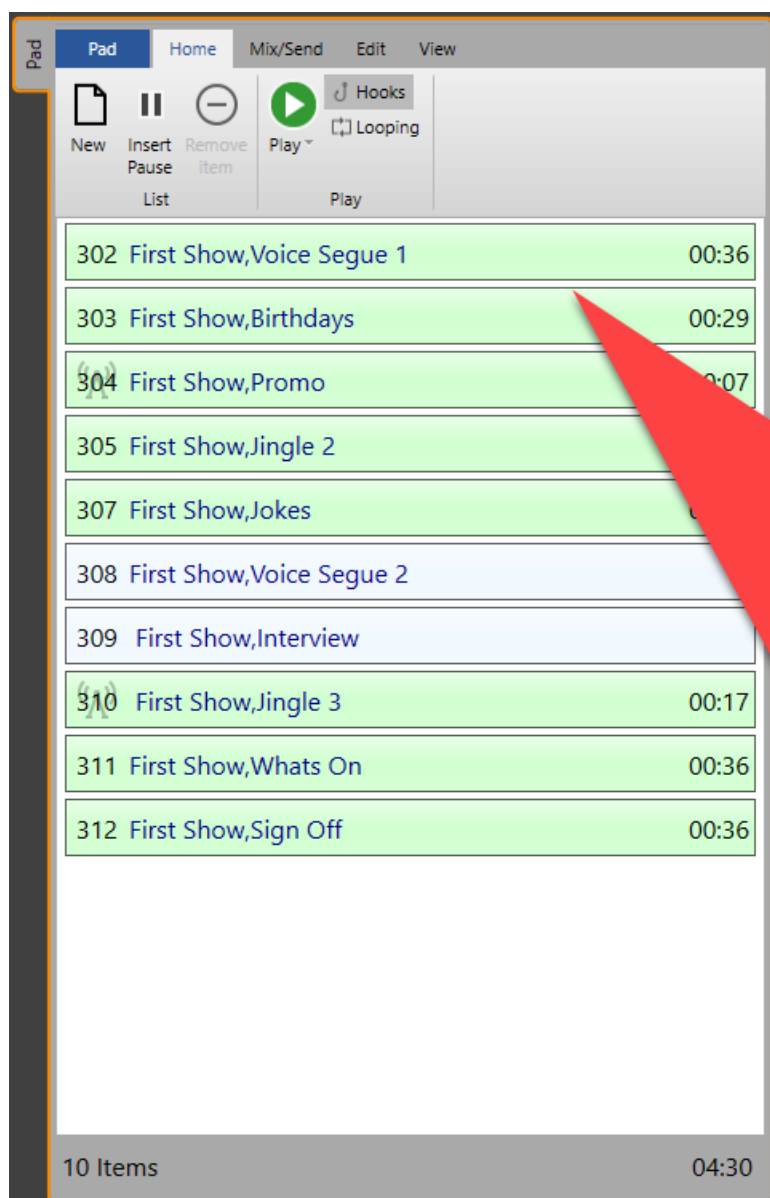 Pad
Pad Home Mix/Send Edit View
Hooks
Looping
New Insert Pause Remove item Play
List Play
302 First Show,Voice Segue 1 00:36
303 First Show,Birthdays 00:29
304 First Show,Promo :07
305 First Show,Jingle 2
307 First Show,Jokes
308 First Show,Voice Segue 2
309 First Show,Interview
310 First Show,Jingle 3 00:17
311 First Show,Whats On 00:36
312 First Show,Sign Off 00:36
10 Items 04:30